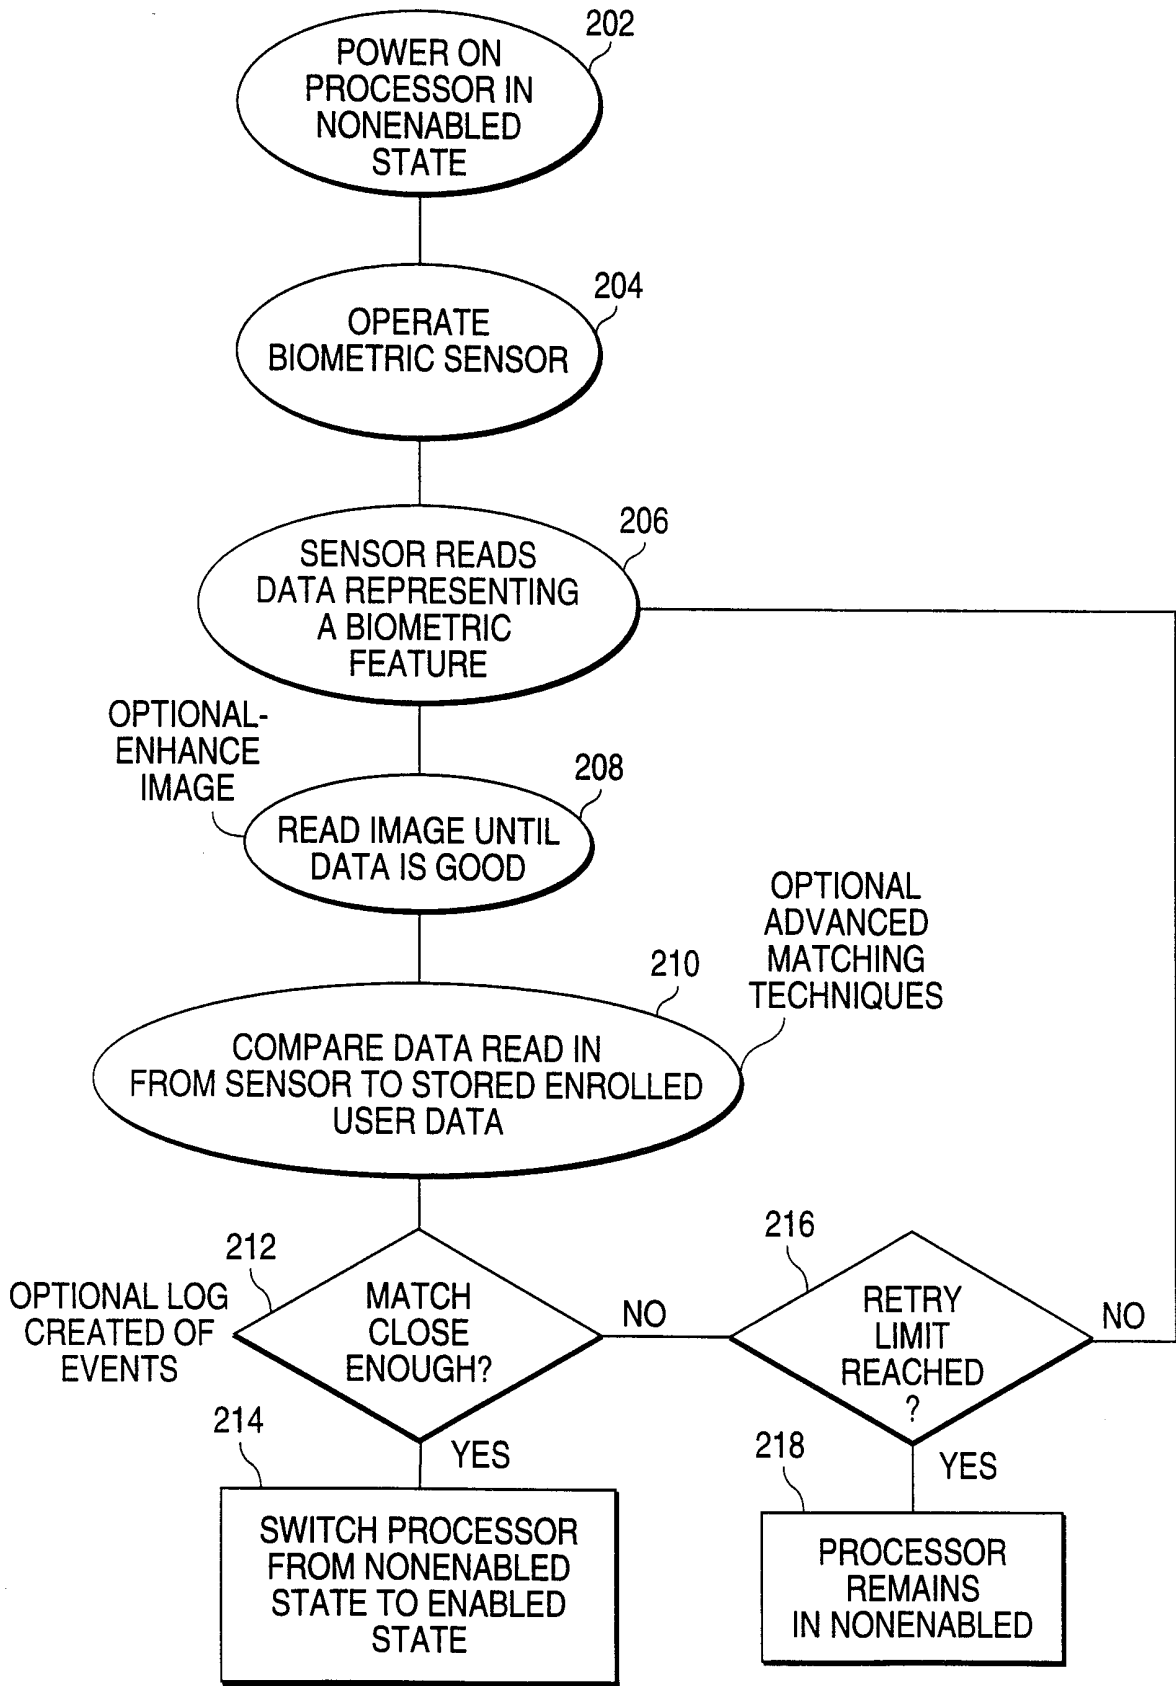 202
POWER ON
PROCESSOR IN
NONENABLED
STATE
204
OPERATE
BIOMETRIC SENSOR
206
SENSOR READS
DATA REPRESENTING
A BIOMETRIC
FEATURE
OPTIONAL-
ENHANCE
IMAGE
208
READ IMAGE UNTIL
DATA IS GOOD
OPTIONAL
ADVANCED
MATCHING
TECHNIQUES
210
COMPARE DATA READ IN
FROM SENSOR TO STORED ENROLLED
USER DATA
212
OPTIONAL LOG
CREATED OF
EVENTS
MATCH
CLOSE
ENOUGH?
NO
216
RETRY
LIMIT
REACHED
?
NO
214
YES
SWITCH PROCESSOR
FROM NONENABLED
STATE TO ENABLED
STATE
218
YES
PROCESSOR
REMAINS
IN NONENABLED